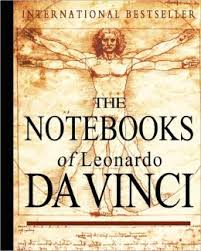 INTERNATIONAL BESTSELLER
THE
NOTEBOOKS
of Leonardo
DA VINCI